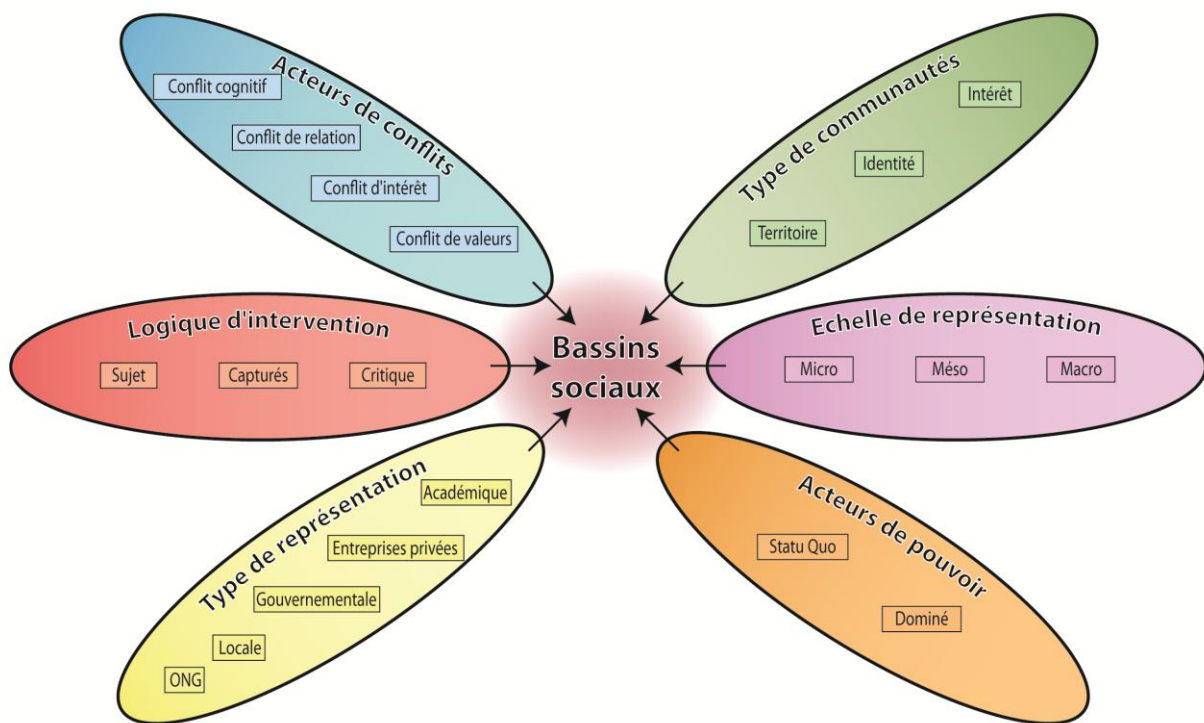 Acteurs de conflits
Conflit cognitif
Conflit de relation
Conflit d'intérêt
Conflit de valeurs
Type de communautés
Intérêt
Identité
Territoire
Logique d'intervention
Sujet
Capturés
Critique
Bassins
sociaux
Echelle de représentation
Micro
Méso
Macro
Type de représentation
Académique
Entreprises privées
Gouvernementale
Locale
ONG
Acteurs de pouvoir
Statu Quo
Dominé